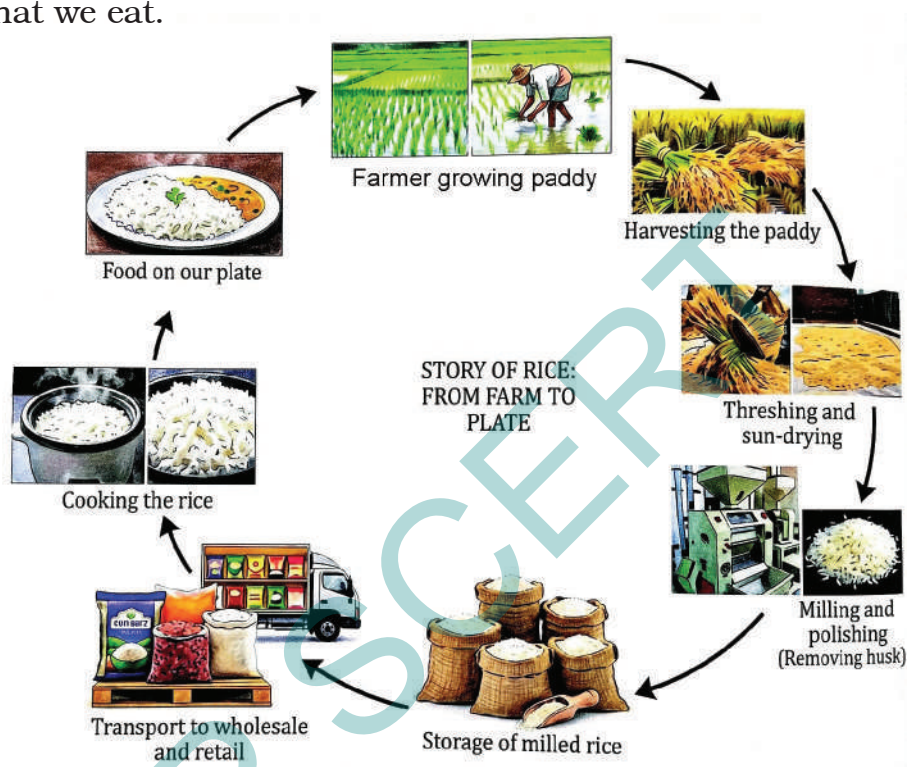 hat we eat.
Farmer growing paddy
Harvesting the paddy
Threshing and
sun-drying
Milling and
polishing
(Removing husk)
Storage of milled rice
Transport to wholesale
and retail
Cooking the rice
Food on our plate
STORY OF RICE:
FROM FARM TO
PLATE
SCERT